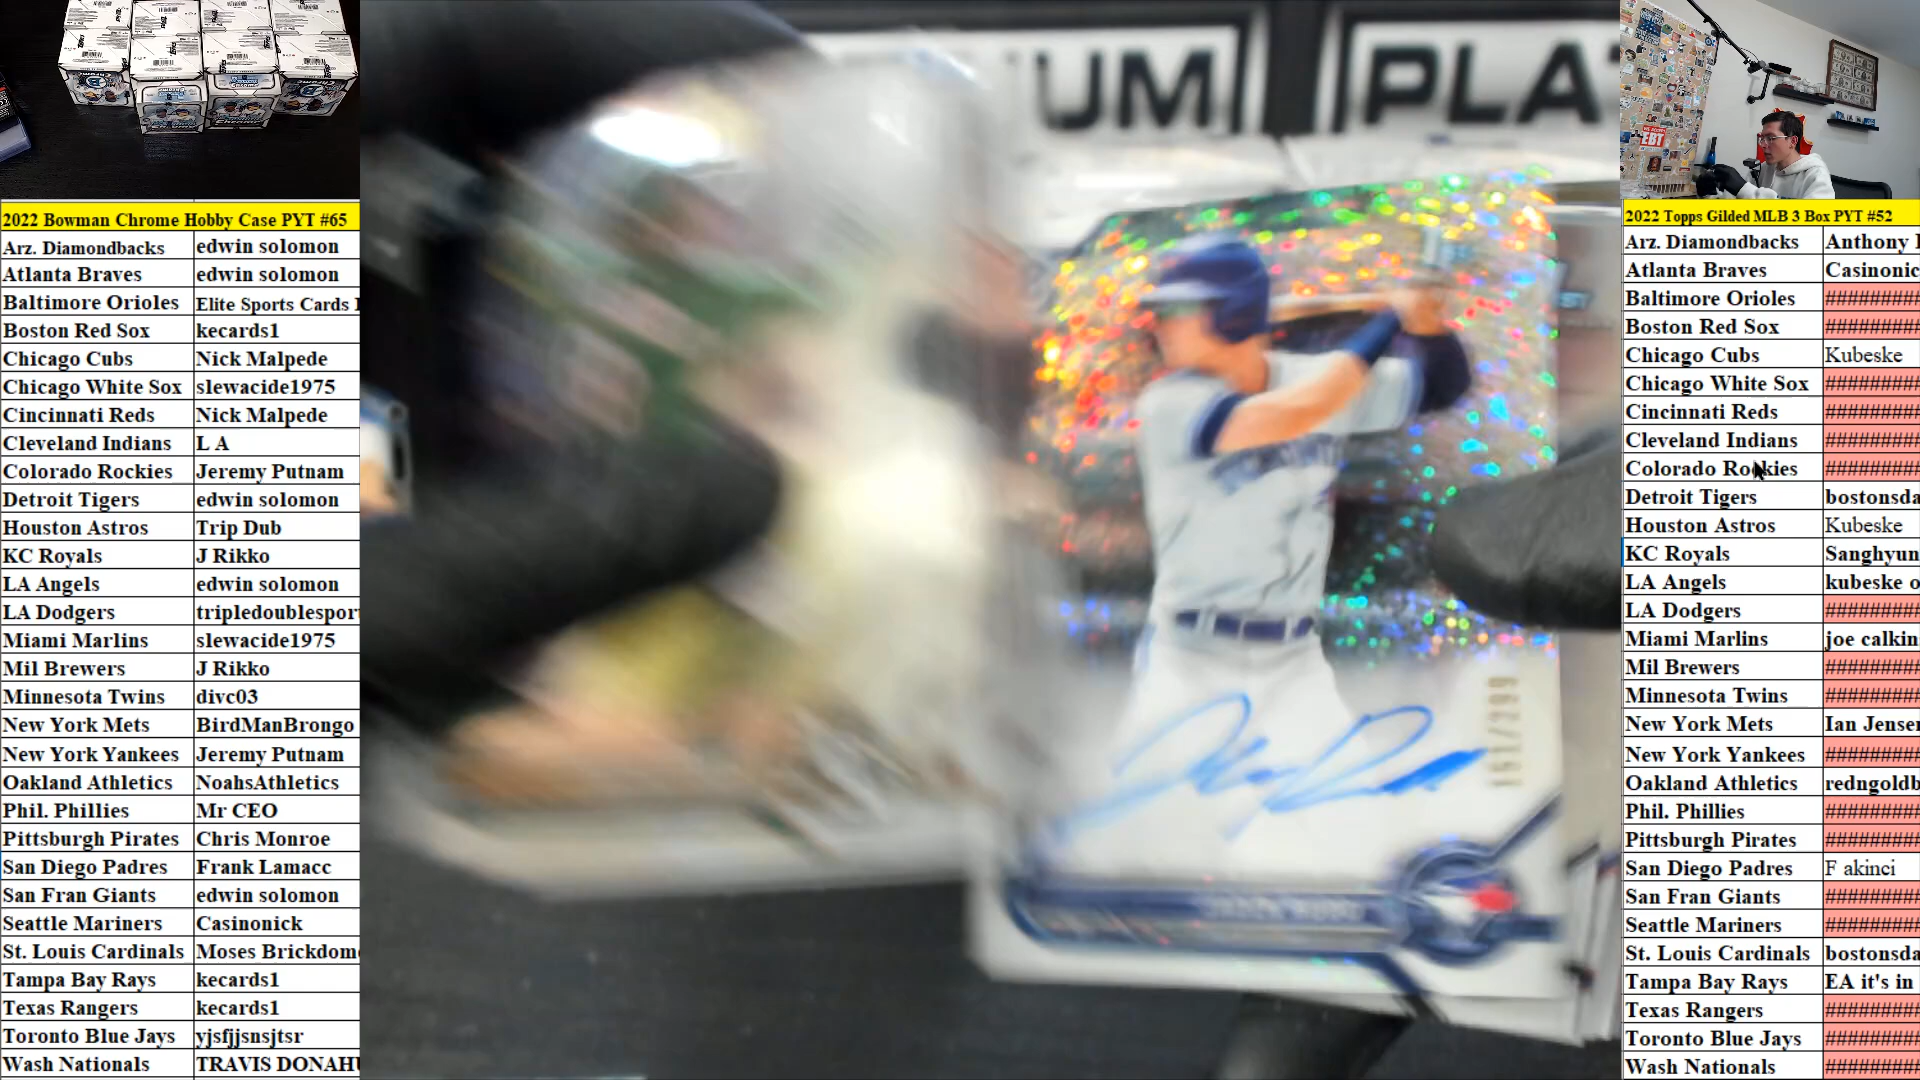 2022 Bowman Chrome Hobby Case PYT #65
Arz. Diamondbacks edwin solomon
Atlanta Braves edwin solomon
Baltimore Orioles Elite Sports Cards
Boston Red Sox kecards1
Chicago Cubs Nick Malpede
Chicago White Sox slewacide1975
Cincinnati Reds Nick Malpede
Cleveland Indians L A
Colorado Rockies Jeremy Putnam
Detroit Tigers edwin solomon
Houston Astros Trip Dub
KC Royals J Rikko
LA Angels edwin solomon
LA Dodgers tripledoublespor
Miami Marlins slewacide1975
Mil Brewers J Rikko
Minnesota Twins divc03
New York Mets BirdManBrongo
New York Yankees Jeremy Putnam
Oakland Athletics NoahsAthletics
Phil. Phillies Mr CEO
Pittsburgh Pirates Chris Monroe
San Diego Padres Frank Lamacc
San Fran Giants edwin solomon
Seattle Mariners Casinonick
St. Louis Cardinals Moses Brickdom
Tampa Bay Rays kecards1
Texas Rangers kecards1
Toronto Blue Jays yjsfjjsnsjtsr
Wash Nationals TRAVIS DONAH
UM PLA
151/299
EBT
2022 Topps Gilded MLB 3 Box PYT #52
Arz. Diamondbacks Anthony
Atlanta Braves Casinonic
Baltimore Orioles #########
Boston Red Sox #########
Chicago Cubs Kubeske
Chicago White Sox #########
Cincinnati Reds #########
Cleveland Indians #########
Colorado Rockies #########
Detroit Tigers bostonsda
Houston Astros Kubeske
KC Royals Sanghyun
LA Angels kubeske o
LA Dodgers #########
Miami Marlins joe calkin
Mil Brewers #########
Minnesota Twins #########
New York Mets Ian Jensen
New York Yankees #########
Oakland Athletics redngoldb
Phil. Phillies #########
Pittsburgh Pirates #########
San Diego Padres F akinci
San Fran Giants #########
Seattle Mariners #########
St. Louis Cardinals bostonsda
Tampa Bay Rays EA it's in
Texas Rangers #########
Toronto Blue Jays #########
Wash Nationals #########